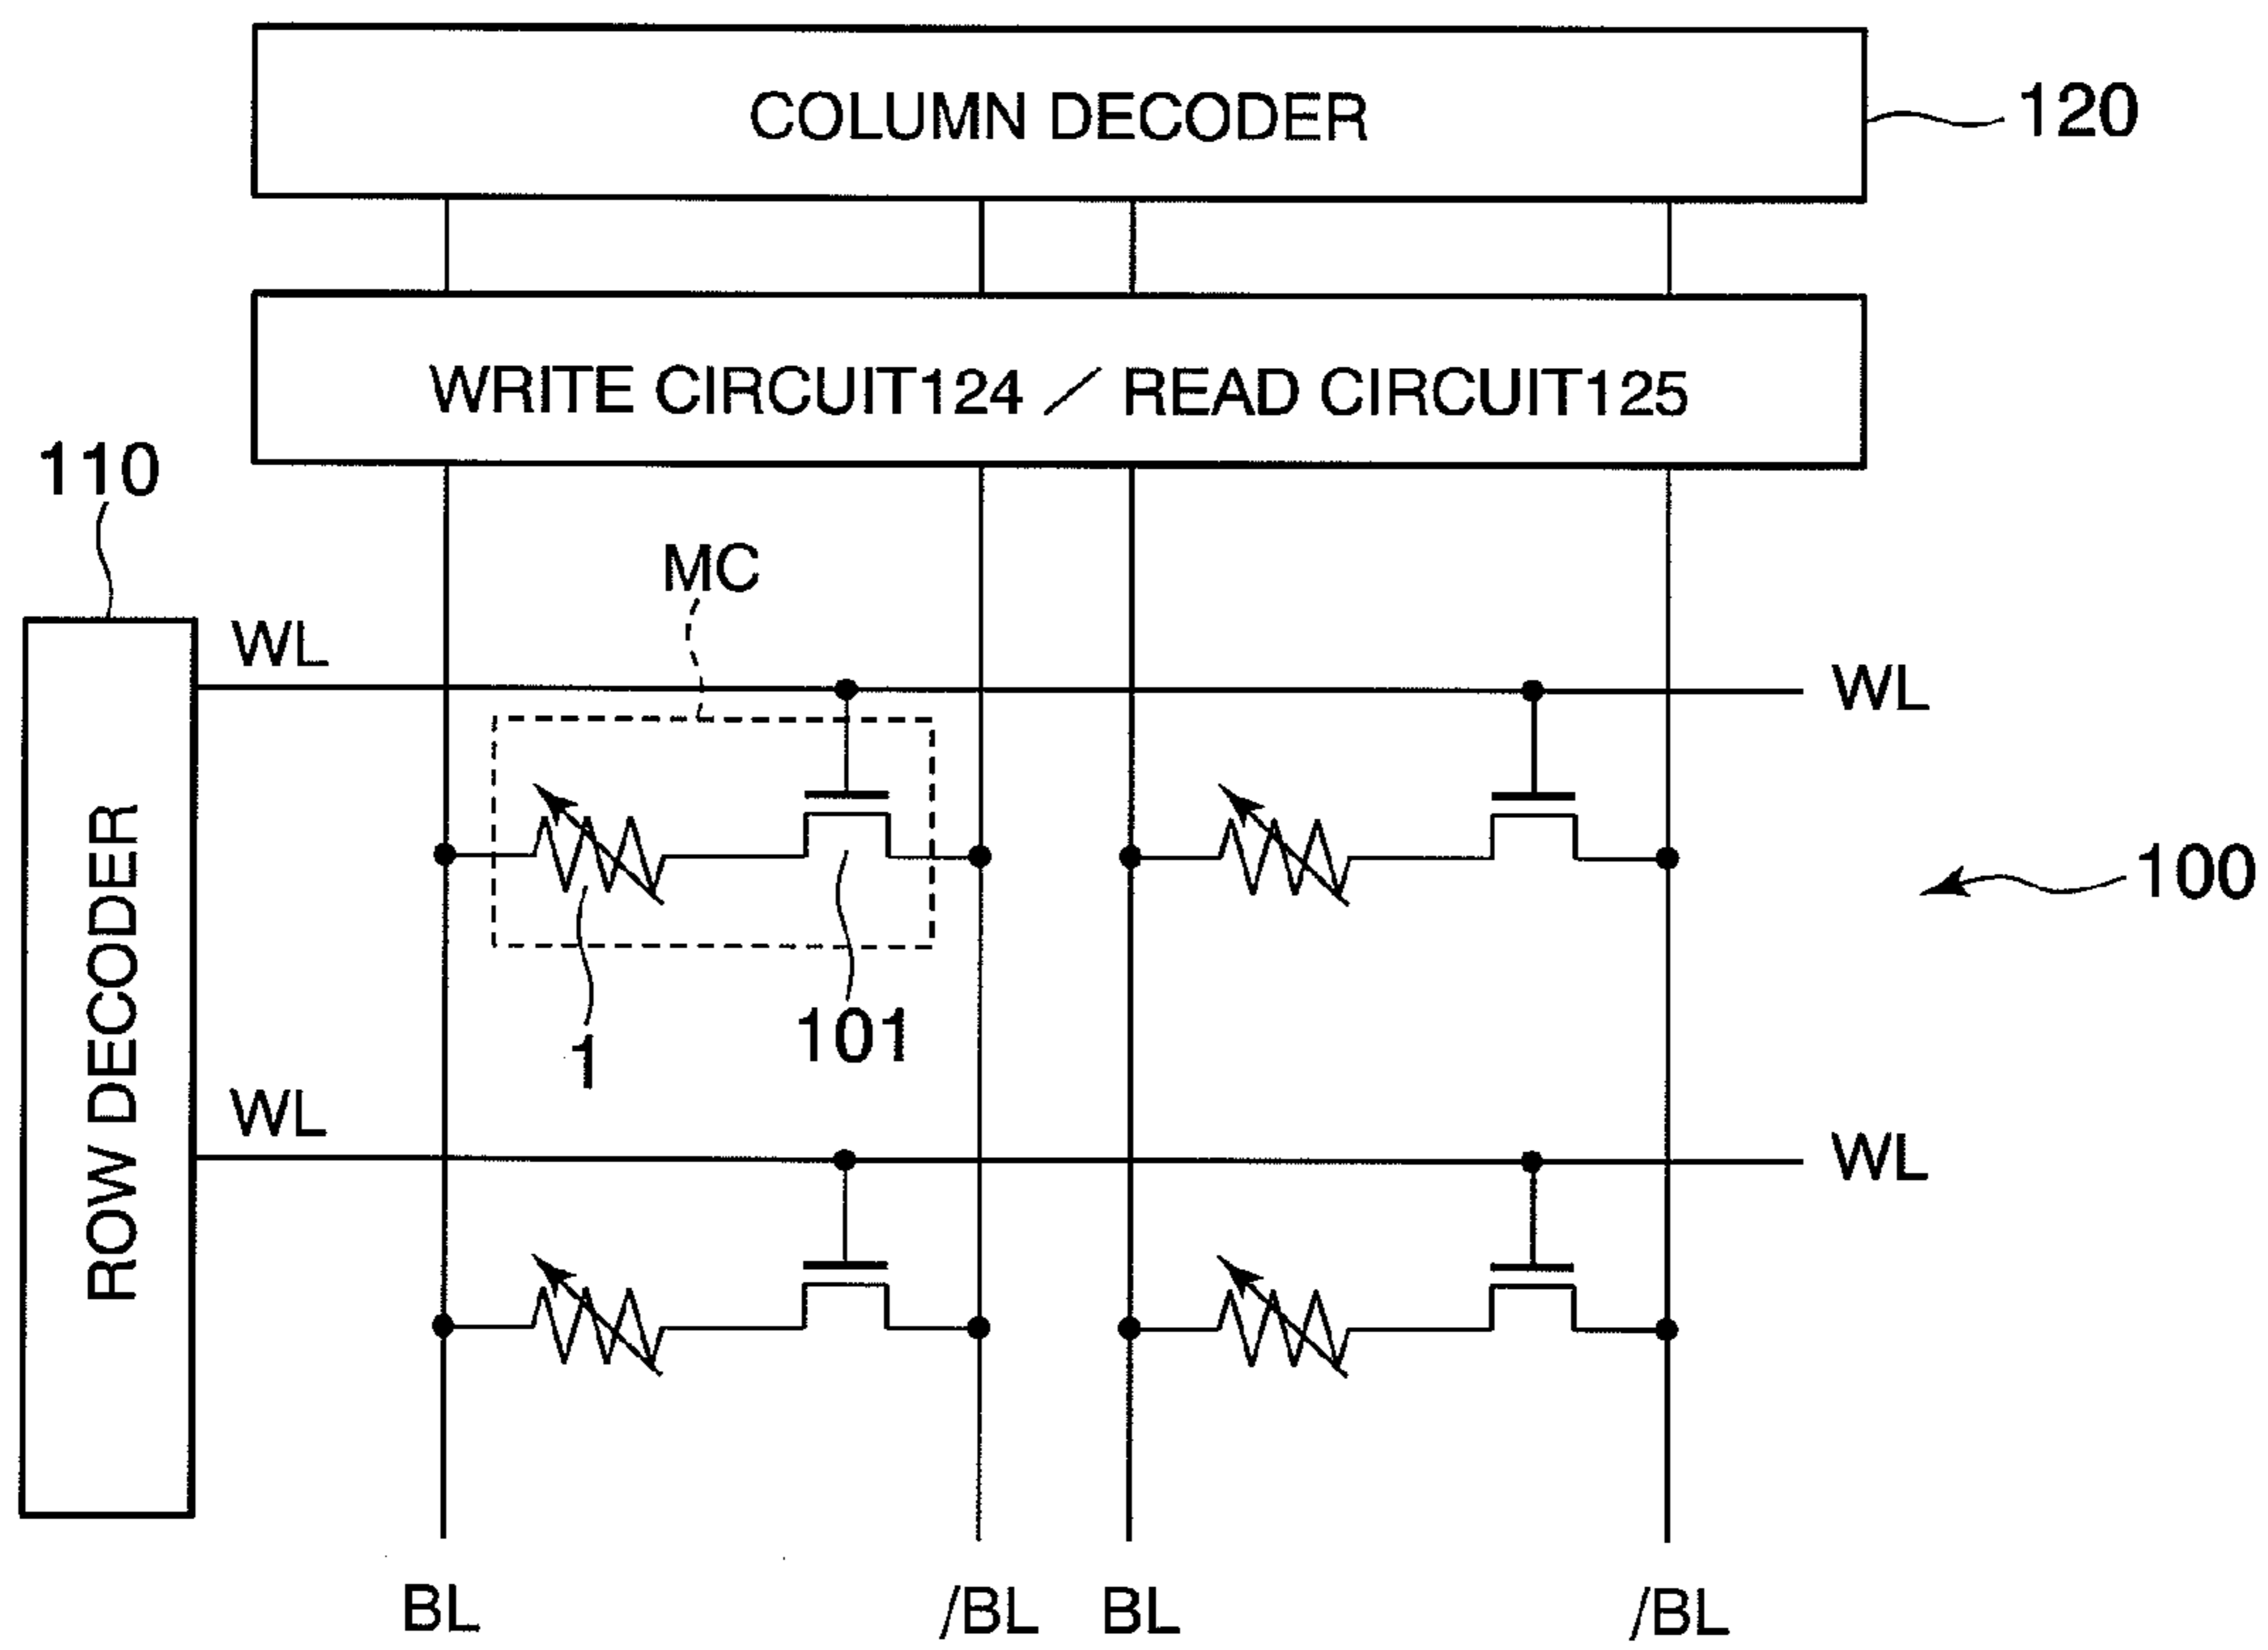 COLUMN DECODER
120
WRITE CIRCUIT124 / READ CIRCUIT125
110
MC
WL
WL
100
1
101
ROW DECODER
WL
WL
BL
/BL
BL
/BL